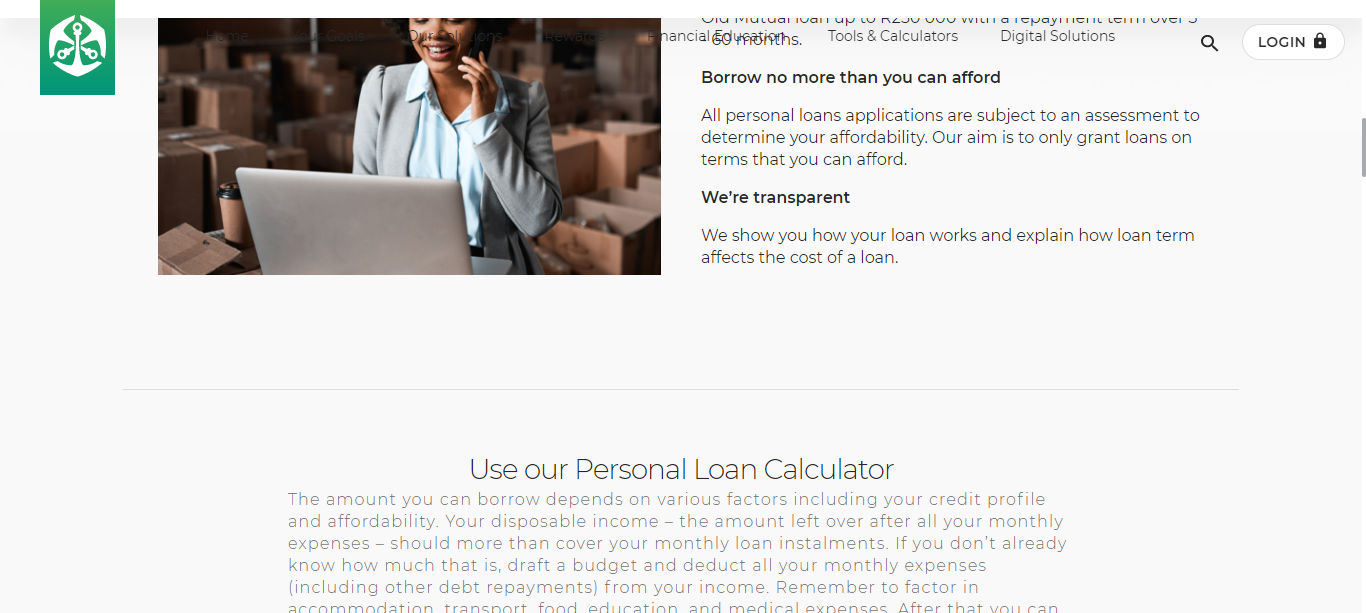 Home Your Goals Our Solutions Rewards Financial Education Tools & Calculators Digital Solutions
LOGIN
Old Mutual loan up to R250 000 with a repayment term over 3
- 60 months.
Borrow no more than you can afford
All personal loans applications are subject to an assessment to
determine your affordability. Our aim is to only grant loans on
terms that you can afford.
We’re transparent
We show you how your loan works and explain how loan term
affects the cost of a loan.
Use our Personal Loan Calculator
The amount you can borrow depends on various factors including your credit profile
and affordability. Your disposable income – the amount left over after all your monthly
expenses – should more than cover your monthly loan instalments. If you don’t already
know how much that is, draft a budget and deduct all your monthly expenses
(including other debt repayments) from your income. Remember to factor in
accommodation, transport, food, education, and medical expenses. After that you can